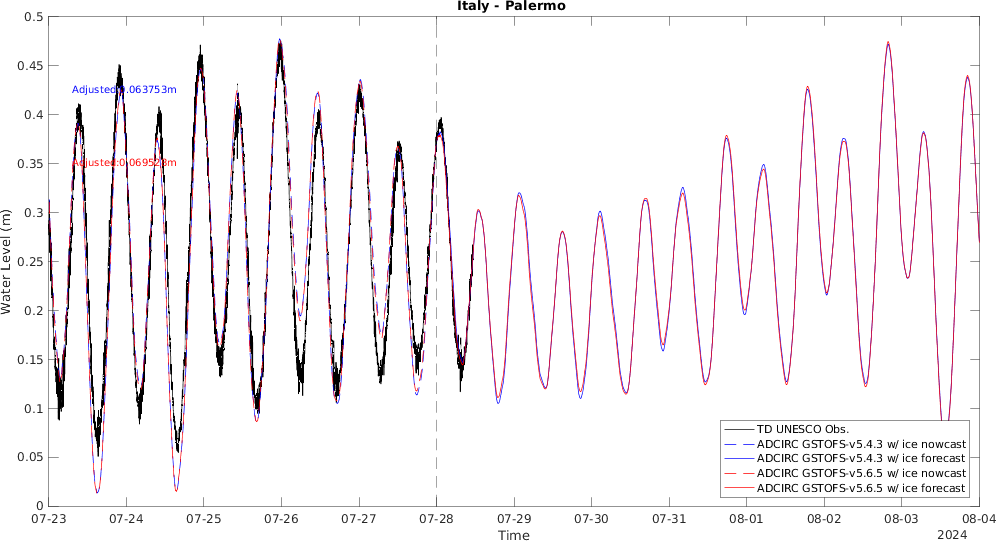 Italy - Palermo
0.5
0.45
0.4
0.35
0.3
0.25
0.2
0.15
0.1
0.05
0
Water Level (m)
Adjusted:0.063753m
Adjusted:0.069523m
TD UNESCO Obs.
ADCIRC GSTOFS-v5.4.3 w/ ice nowcast
ADCIRC GSTOFS-v5.4.3 w/ ice forecast
ADCIRC GSTOFS-v5.6.5 w/ ice nowcast
ADCIRC GSTOFS-v5.6.5 w/ ice forecast
07-23 07-24 07-25 07-26 07-27 07-28 07-29 07-30 07-31 08-01 08-02 08-03 08-04
Time
2024